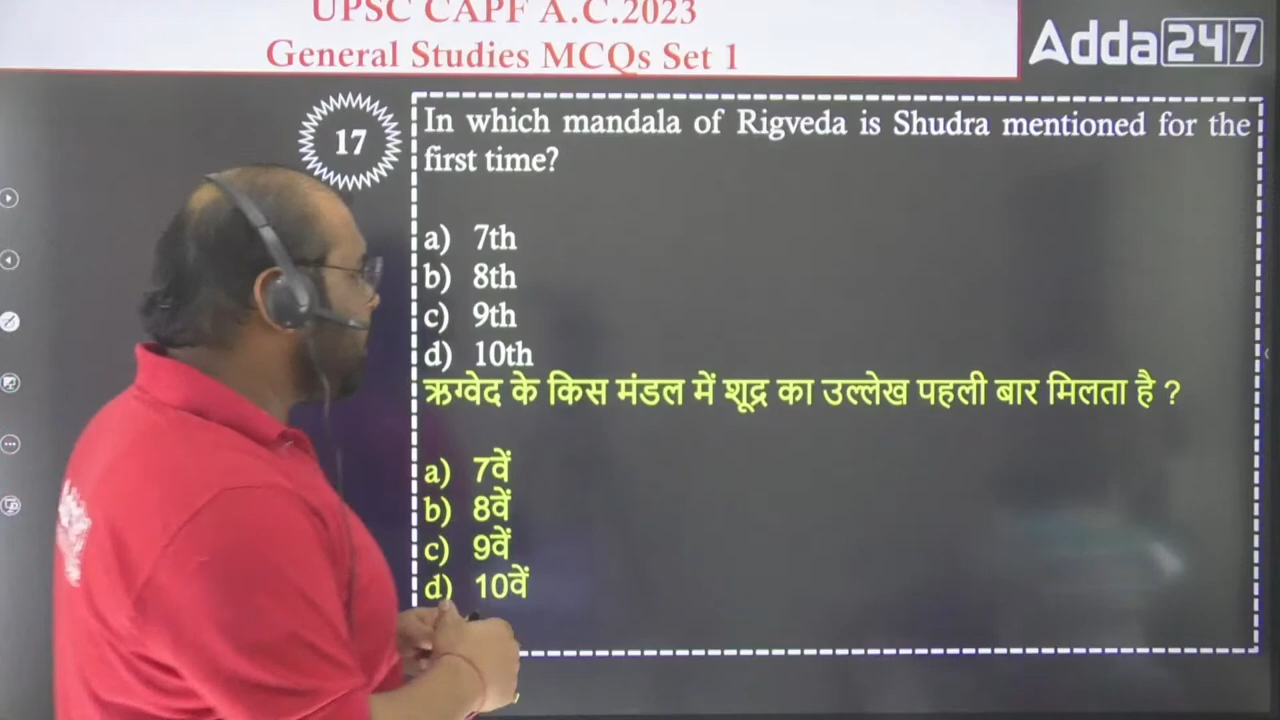 UPSC CAPF A.C.2023
General Studies MCQs Set 1
Adda247
17
In which mandala of Rigveda is Shudra mentioned for the
first time?
a) 7th
b) 8th
c) 9th
d) 10th
ऋग्वेद के किस मंडल में शूद्र का उल्लेख पहली बार मिलता है ?
a) 7वें
b) 8वें
c) 9वें
d) 10वें